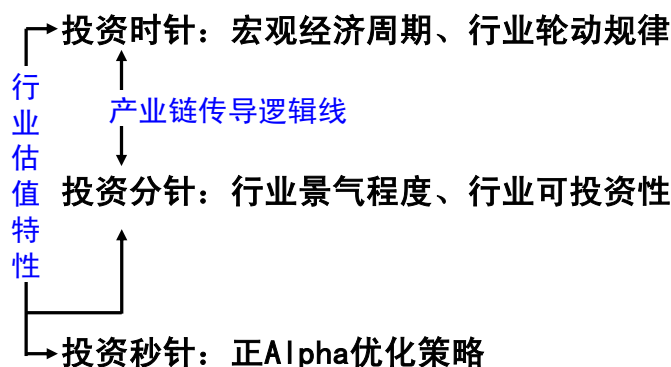 投资时针：宏观经济周期、行业轮动规律
产业链传导逻辑线
行业估值特性
投资分针：行业景气程度、行业可投资性
投资秒针：正Alpha优化策略